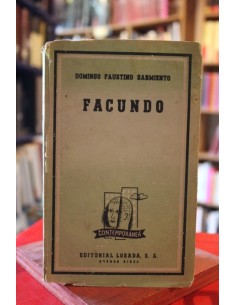 DOMINGO FAUSTINO SARMIENTO
FACUNDO
CONTEMPORANEA
EDITORIAL LOSADA, S. A.
BUENOS AIRES